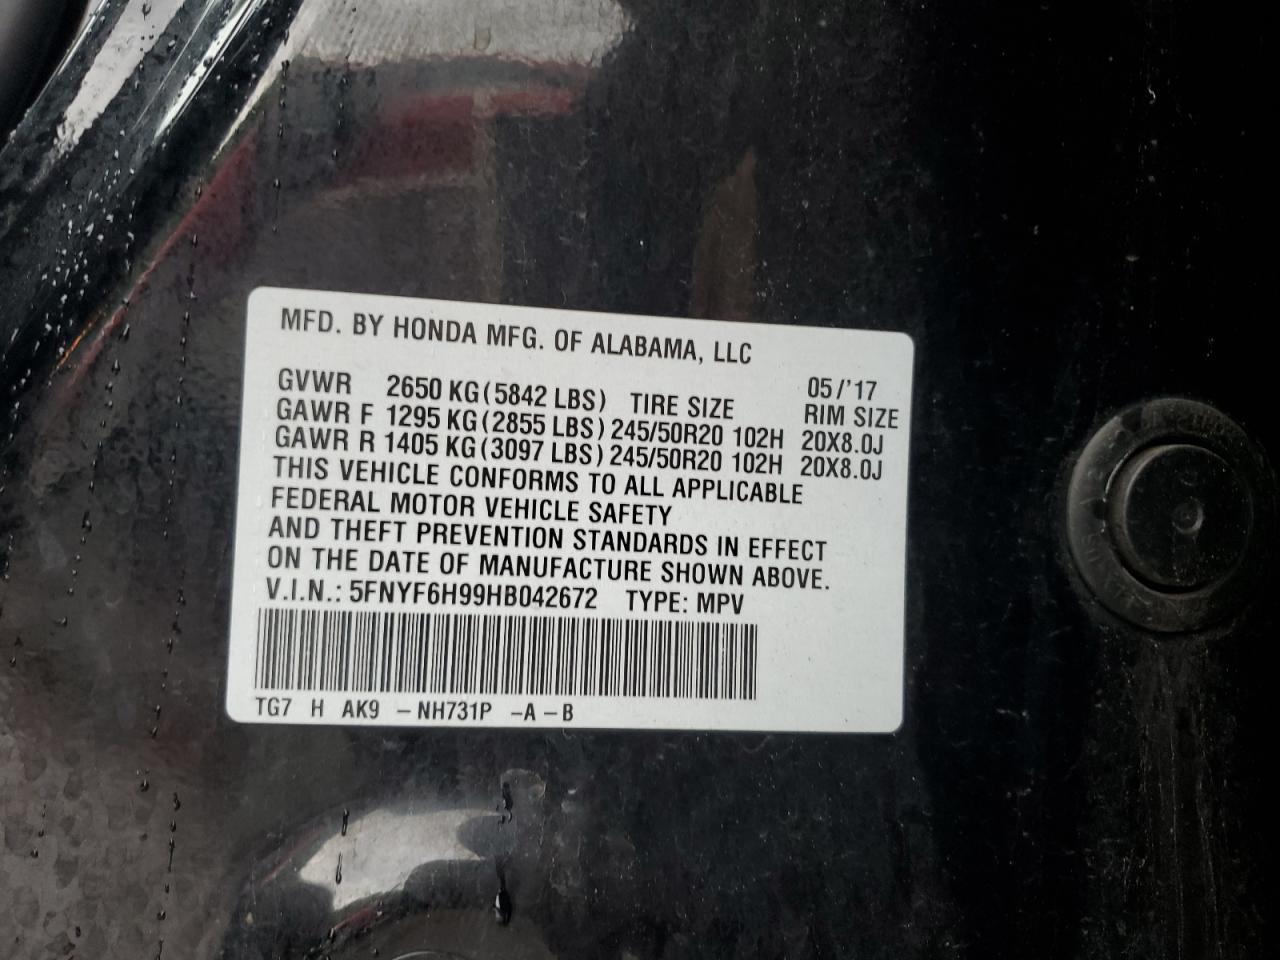 MFD. BY HONDA MFG. OF ALABAMA, LLC
05/'17
GVWR 2650 KG(5842 LBS) TIRE SIZE RIM SIZE
GAWR F 1295 KG(2855 LBS) 245/50R20 102H 20X8.0J
GAWR R 1405 KG(3097 LBS) 245/50R20 102H 20X8.0J
THIS VEHICLE CONFORMS TO ALL APPLICABLE
FEDERAL MOTOR VEHICLE SAFETY
AND THEFT PREVENTION STANDARDS IN EFFECT
ON THE DATE OF MANUFACTURE SHOWN ABOVE.
V.I.N.: 5FNYF6H99HB042672 TYPE: MPV
TG7 H AK9 -NH731P -A-B